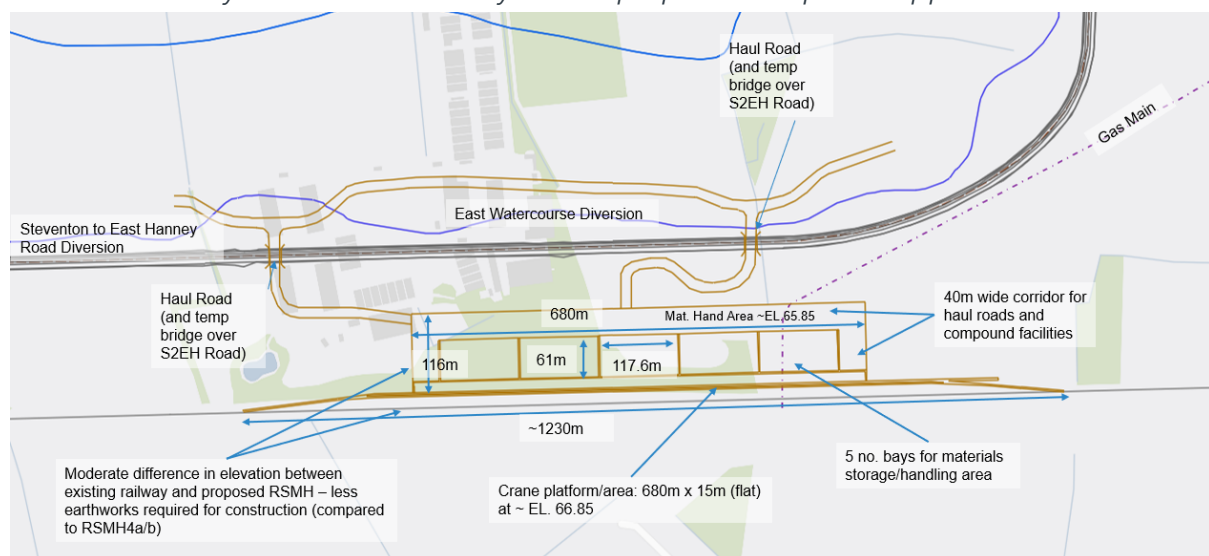 Haul Road
(and temp
bridge over
S2EH Road)
Gas Main
East Watercourse Diversion
Steventon to East Hanney
Road Diversion
Haul Road
(and temp
bridge over
S2EH Road)
680m
Mat. Hand Area ~EL.65.85
40m wide corridor for
haul roads and
compound facilities
116m
61m
117.6m
~1230m
Moderate difference in elevation between
existing railway and proposed RSMH – less
earthworks required for construction (compared
to RSMH4a/b)
Crane platform/area: 680m x 15m (flat)
at ~ EL. 66.85
5 no. bays for materials
storage/handling area